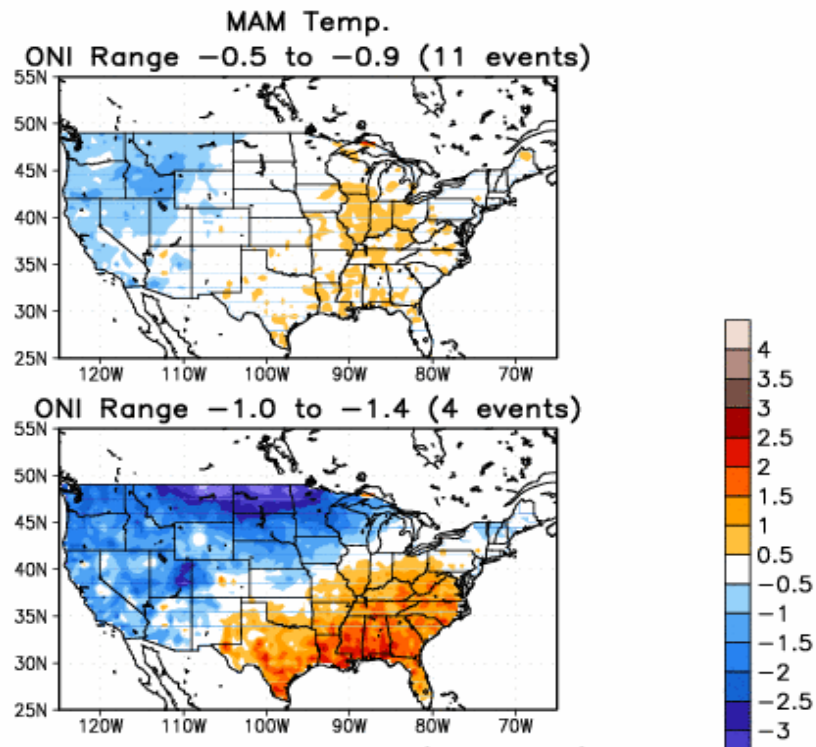 MAM Temp.
ONI Range -0.5 to -0.9 (11 events)
55N
50N
45N
40N
35N
30N
25N
120W 110W 100W 90W 80W 70W
ONI Range -1.0 to -1.4 (4 events)
55N
50N
45N
40N
35N
30N
25N
120W 110W 100W 90W 80W 70W
4
3.5
3
2.5
2
1.5
1
0.5
-0.5
-1
-1.5
-2
-2.5
-3